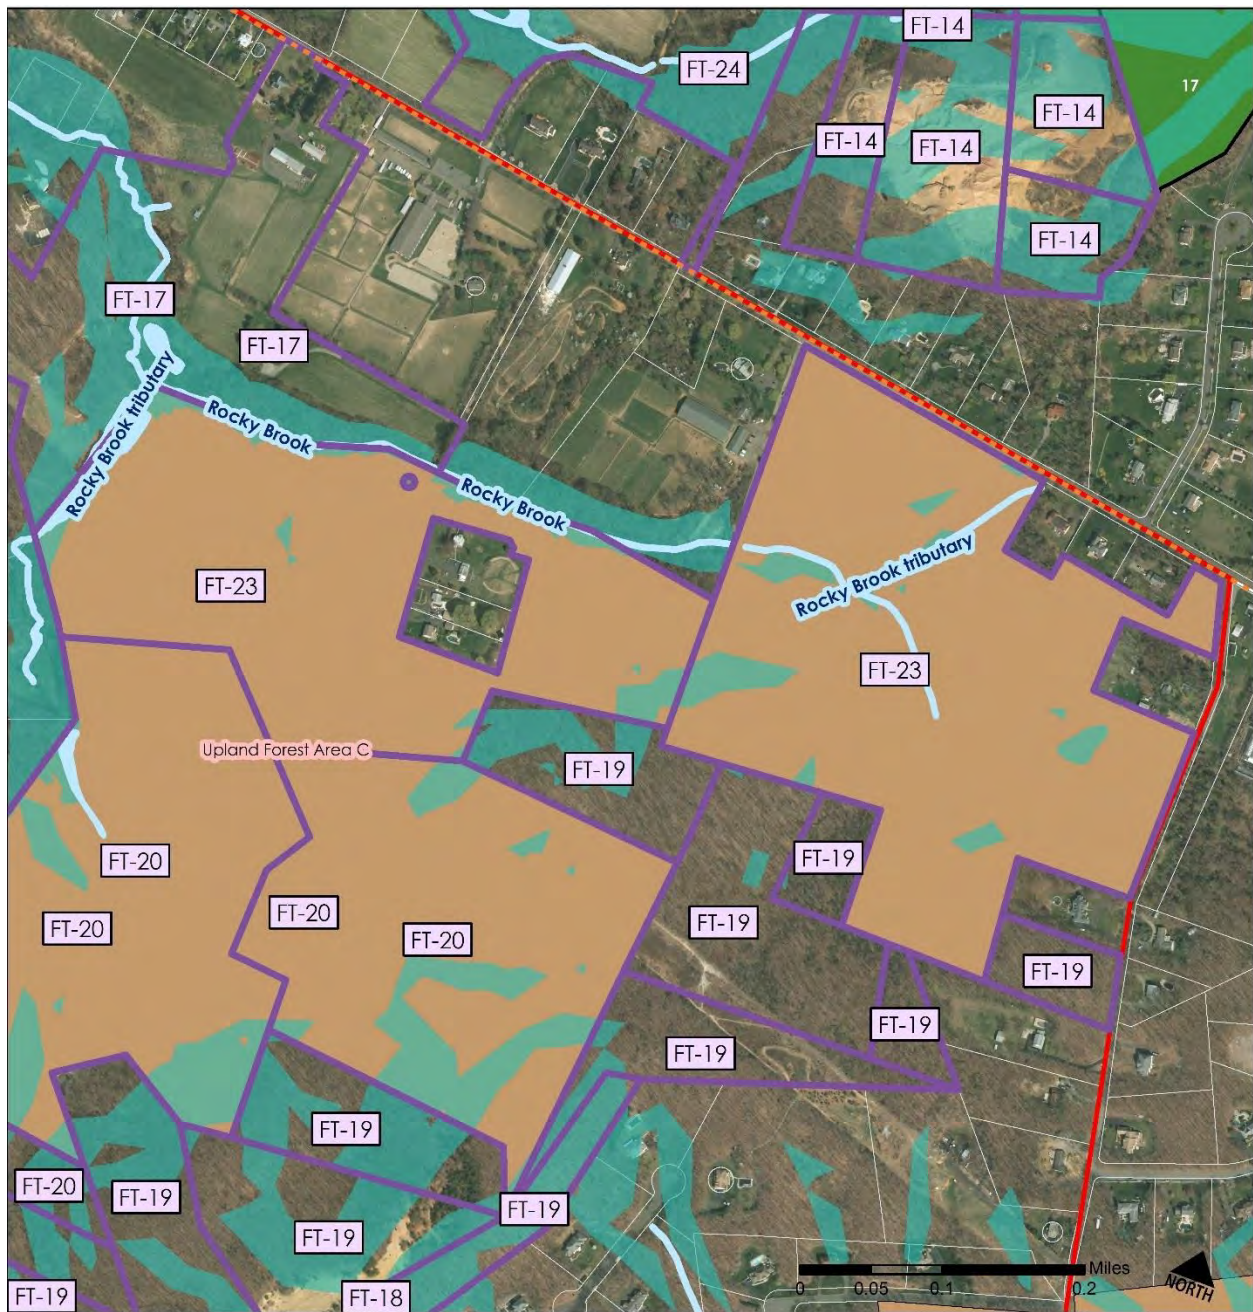 FT-14
FT-24
17
FT-14
FT-14
FT-14
FT-14
FT-17
FT-17
Rocky Brook tributary
Rocky Brook
Rocky Brook
Rocky Brook tributary
FT-23
FT-23
Upland Forest Area C
FT-19
FT-20
FT-19
FT-20
FT-20
FT-20
FT-19
FT-19
FT-19
FT-19
FT-19
FT-20
FT-19
FT-19
FT-19
FT-19
FT-18
Miles
0 0.05 0.1 0.2
NORTH